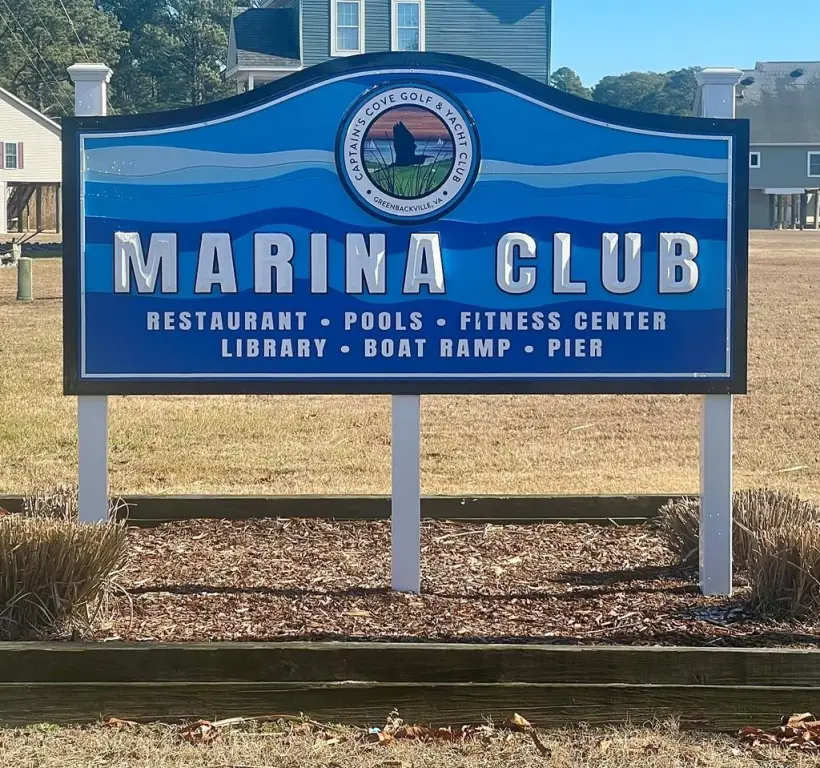 CAPTAIN'S COVE GOLF & YACHT CLUB
• GREENBACKVILLE, VA •
MARINA CLUB
RESTAURANT • POOLS • FITNESS CENTER
LIBRARY • BOAT RAMP • PIER